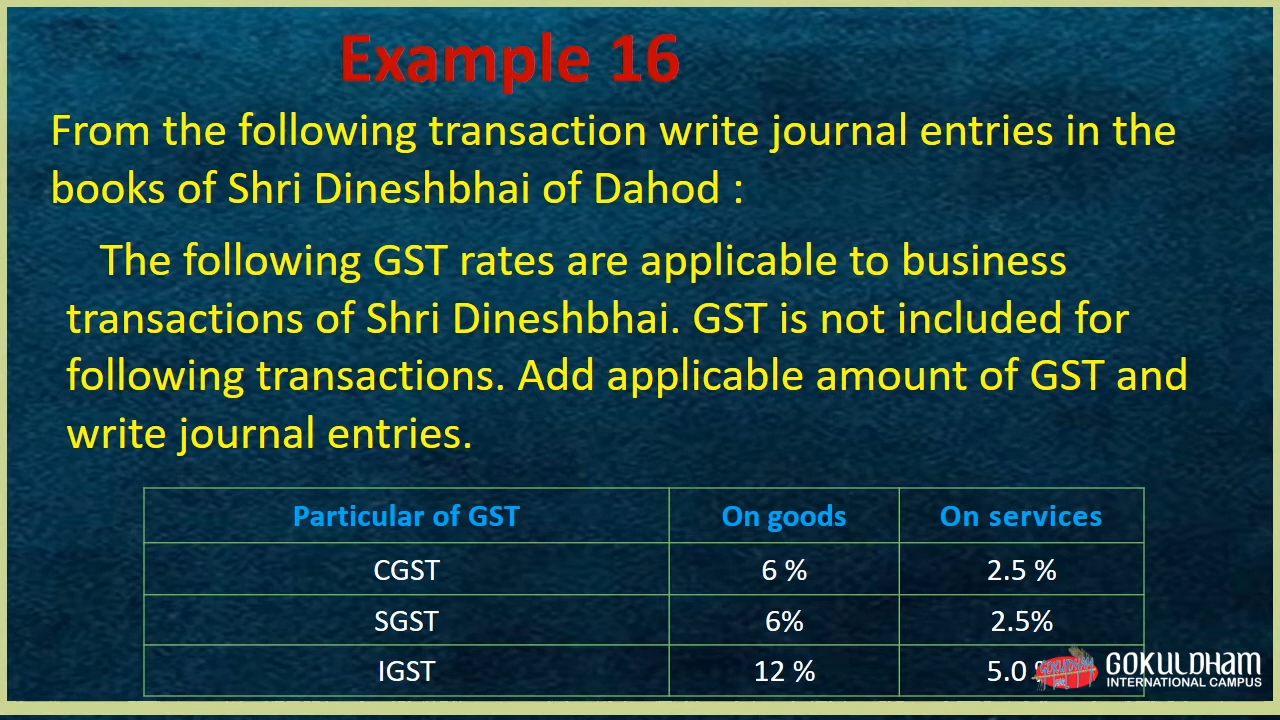 Example 16
From the following transaction write journal entries in the
books of Shri Dineshbhai of Dahod :
The following GST rates are applicable to business
transactions of Shri Dineshbhai. GST is not included for
following transactions. Add applicable amount of GST and
write journal entries.
Particular of GST On goods On services
CGST 6 % 2.5 %
SGST 6% 2.5%
IGST 12 % 5.0
GOKULDHAM
INTERNATIONAL CAMPUS